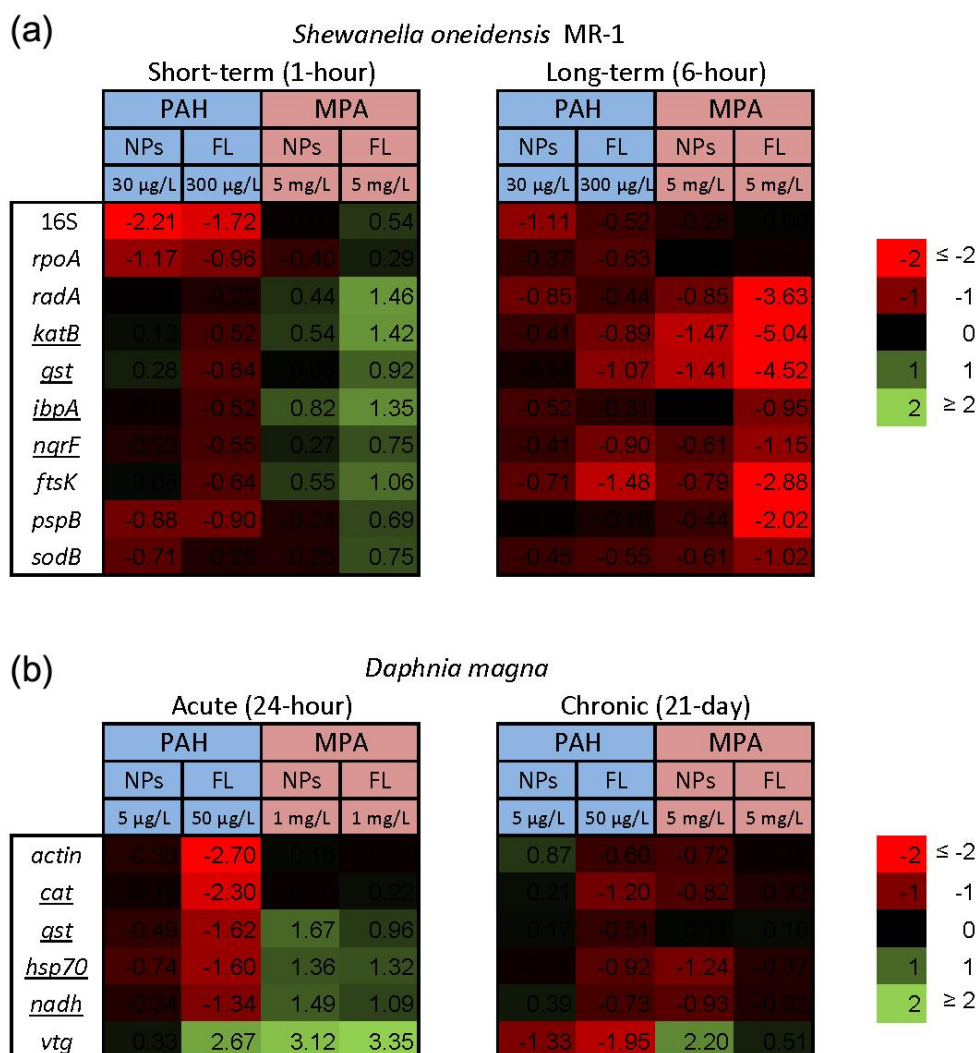 (a)
Shewanella oneidensis MR-1
Short-term (1-hour) Long-term (6-hour)
PAH MPA PAH MPA
NPs FL NPs FL NPs FL NPs FL
30 µg/L 300 µg/L 5 mg/L 5 mg/L 30 µg/L 300 µg/L 5 mg/L 5 mg/L
16S -2.21 -1.72 0.54 -1.11 -0.52 -0.28
rpoA -1.17 -0.96 -0.40 0.29 -0.37 -0.63 -2 ≤ -2
radA -0.22 0.44 1.46 -0.85 -0.44 -0.85 -3.63 -1 -1
katB 0.12 -0.52 0.54 1.42 -0.41 -0.89 -1.47 -5.04 0
gst 0.28 -0.64 0.92 -1.07 -1.41 -4.52 1 1
ibpA -0.52 0.82 1.35 -0.52 -0.31 -0.95 2 ≥ 2
nqrF -0.23 -0.55 0.27 0.75 -0.41 -0.90 -0.61 -1.15
ftsK 0.08 -0.64 0.55 1.06 -0.71 -1.48 -0.79 -2.88
pspB -0.88 -0.90 -0.24 0.69 -0.44 -2.02
sodB -0.71 -0.25 0.75 -0.45 -0.55 -0.61 -1.02
(b)
Daphnia magna
Acute (24-hour) Chronic (21-day)
PAH MPA PAH MPA
NPs FL NPs FL NPs FL NPs FL
5 µg/L 50 µg/L 1 mg/L 1 mg/L 5 µg/L 50 µg/L 5 mg/L 5 mg/L
actin -0.38 -2.70 0.16 0.87 -0.60 -0.72 -2 ≤ -2
cat -2.30 0.22 0.21 -1.20 -0.82 -0.32 -1 -1
gst -0.49 -1.62 1.67 0.96 0.17 -0.51 0.19 0
hsp70 -0.74 -1.60 1.36 1.32 -0.92 -1.24 -0.37 1 1
nadh -0.34 -1.34 1.49 1.09 0.39 -0.73 -0.93 -0.32 2 ≥ 2
vtg 0.33 2.67 3.12 3.35 -1.33 -1.95 2.20 0.51